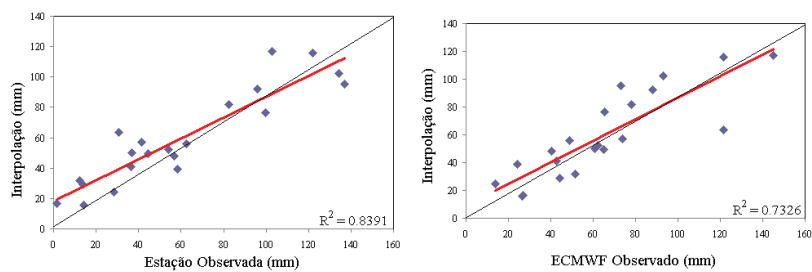 140
120
100
80
60
40
20
0
Interpolação (mm)
0 20 40 60 80 100 120 140 160
Estação Observada (mm)
R² = 0.8391
140
120
100
80
60
40
20
0
Interpolação (mm)
0 20 40 60 80 100 120 140 160
ECMWF Observado (mm)
R² = 0.7326